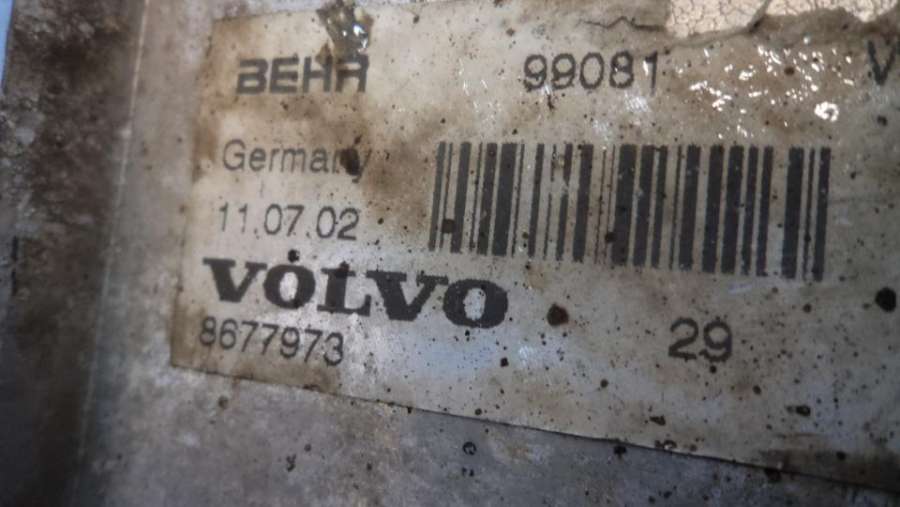 BEHR 99081 V
Germany
11.07.02
VOLVO
8677973 29